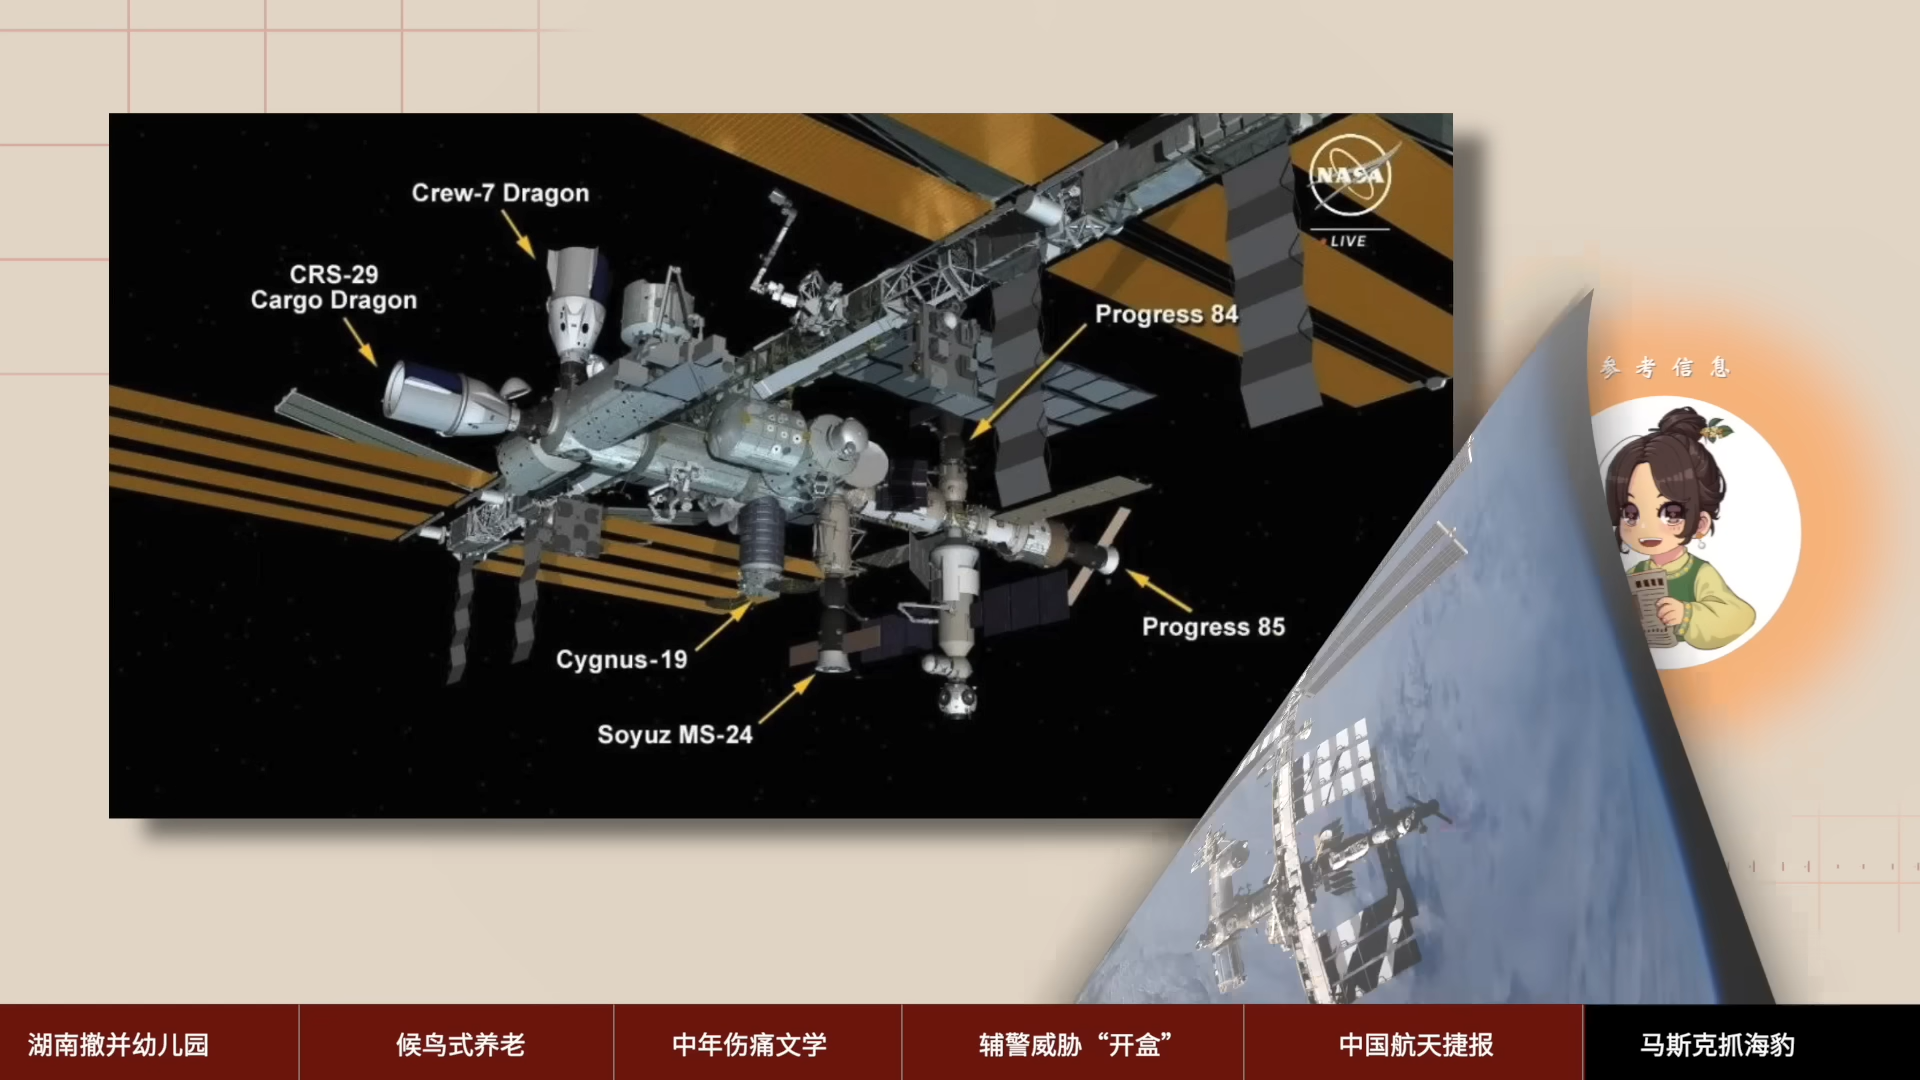 NASA
LIVE
Crew-7 Dragon
CRS-29
Cargo Dragon
Progress 84
参考信息
Progress 85
Cygnus-19
Soyuz MS-24
湖南撤并幼儿园
候鸟式养老
中年伤痛文学
辅警威胁“开盒”
中国航天捷报
马斯克抓海豹